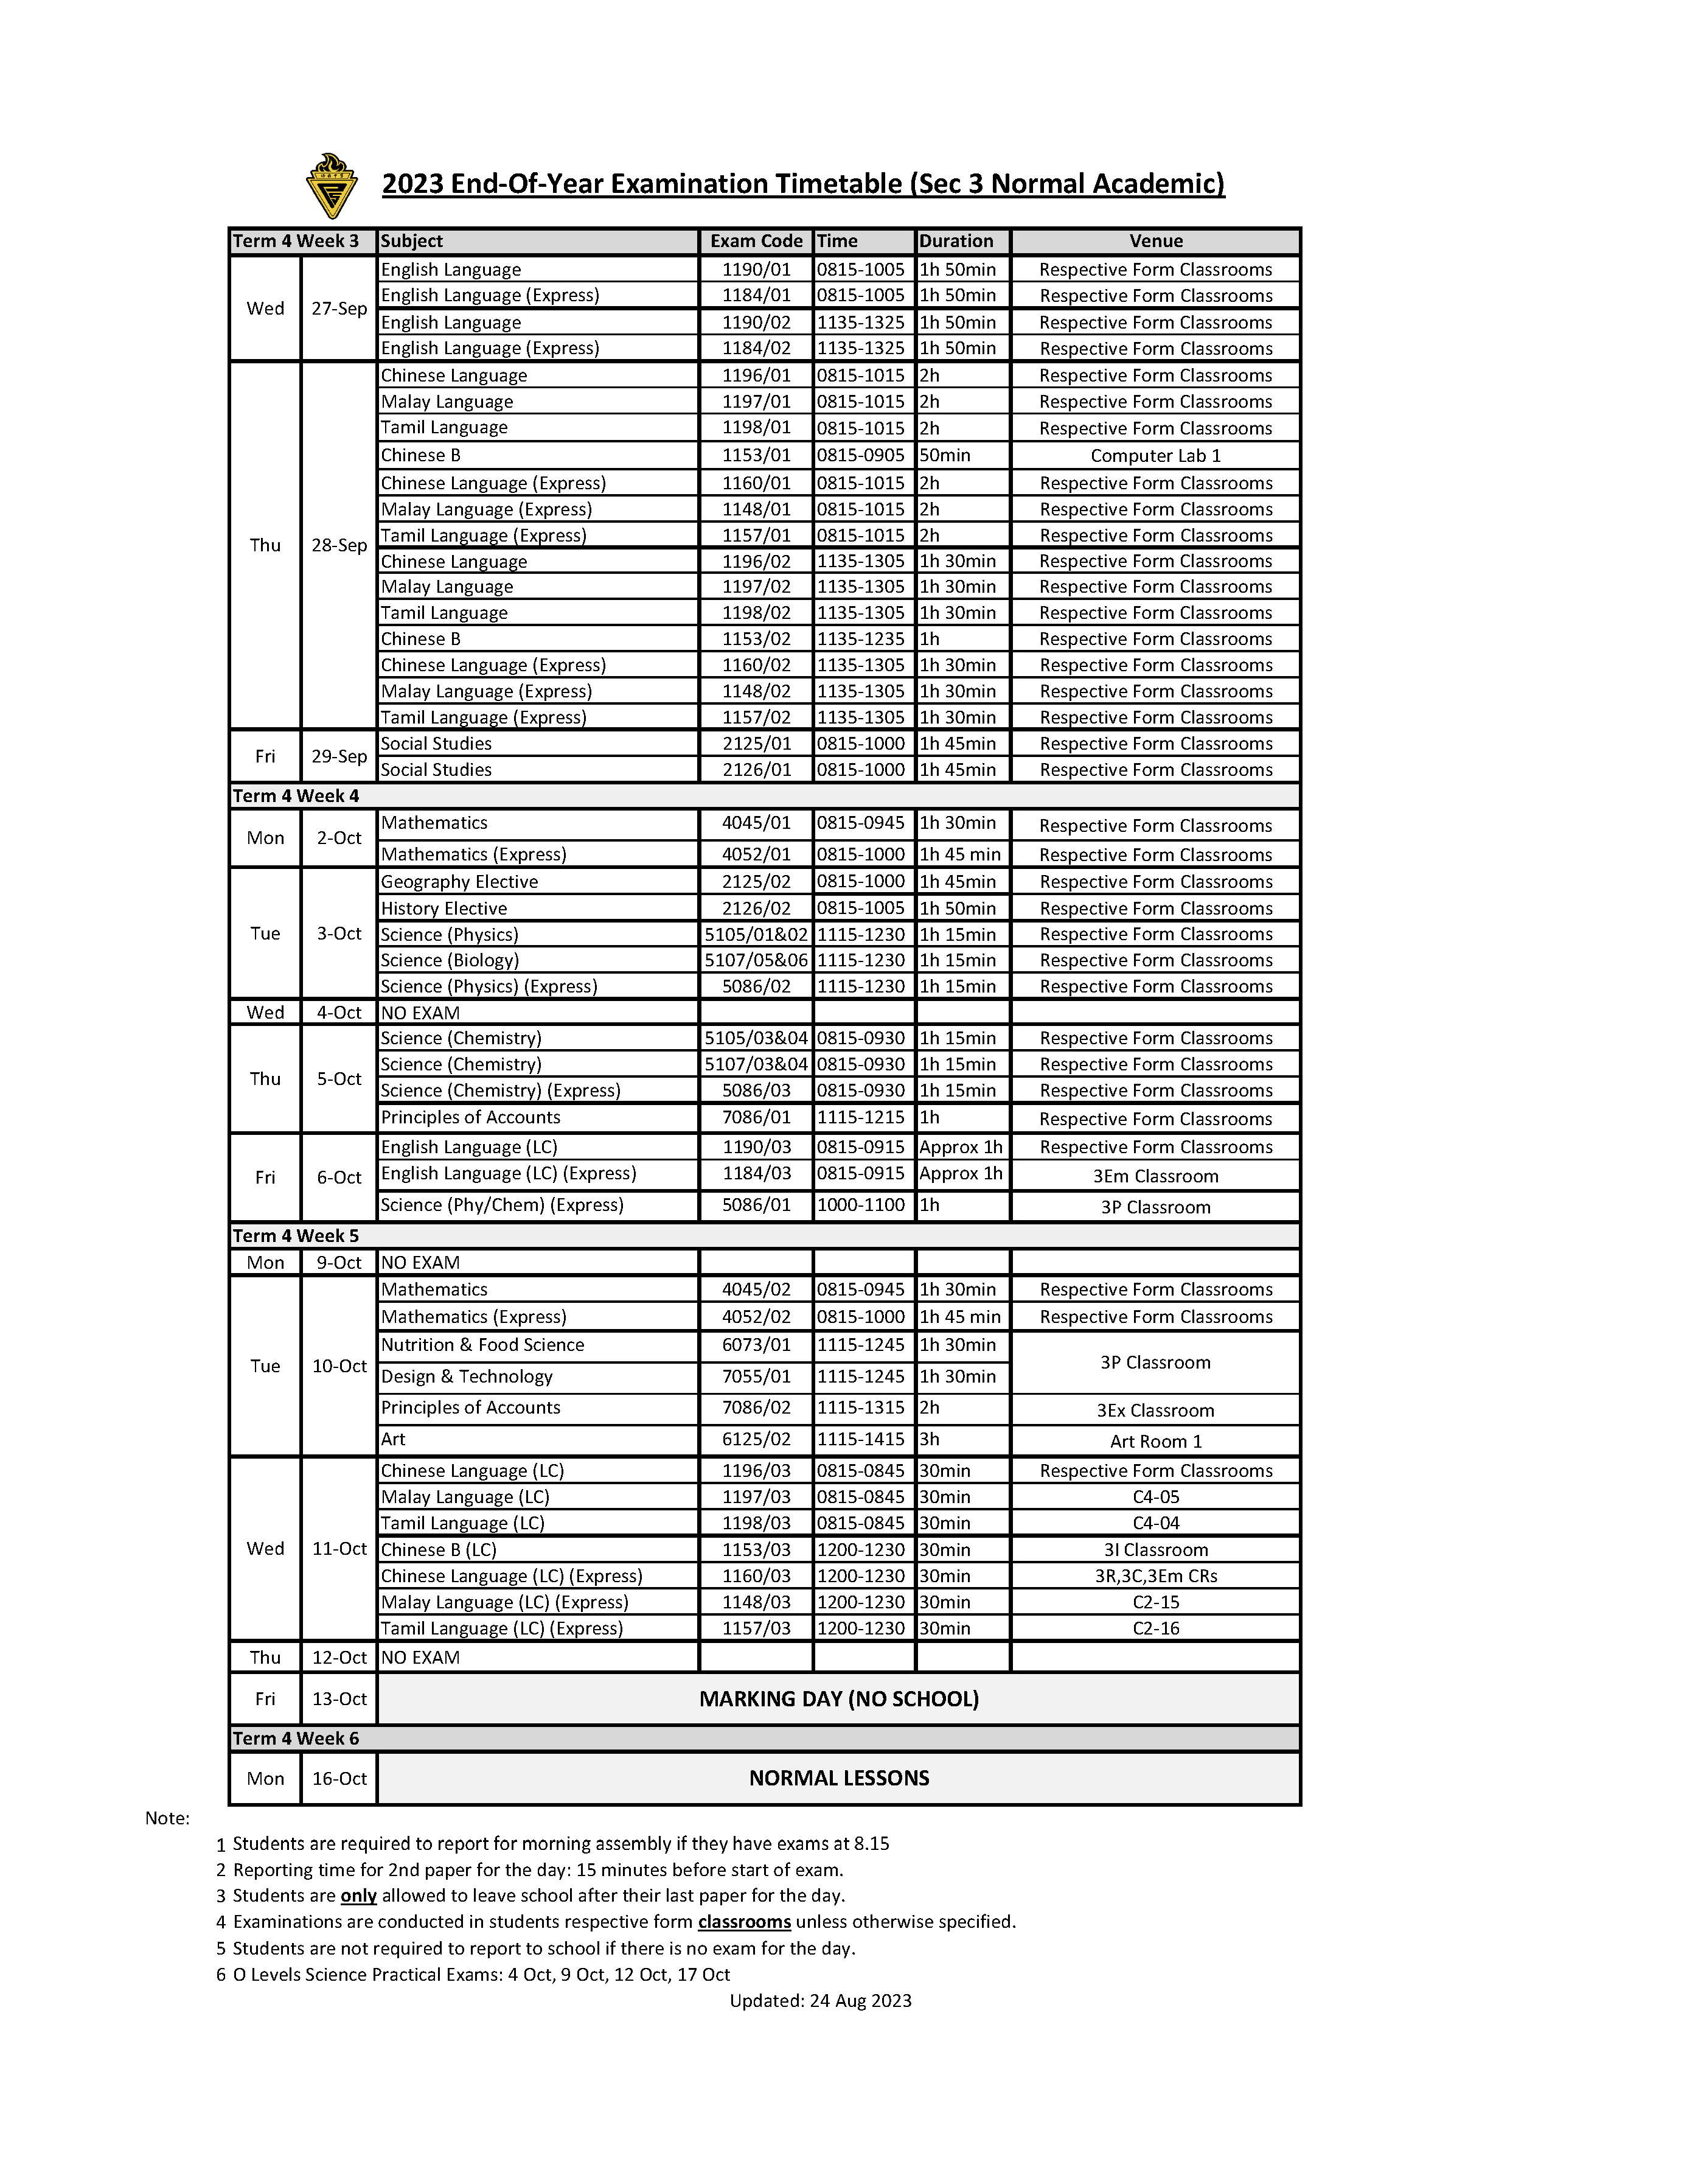 2023 End-Of-Year Examination Timetable (Sec 3 Normal Academic)
Term 4 Week 3 Subject Exam Code Time Duration Venue
Wed 27-Sep
English Language 1190/01 0815-1005 1h 50min Respective Form Classrooms
English Language (Express) 1184/01 0815-1005 1h 50min Respective Form Classrooms
English Language 1190/02 1135-1325 1h 50min Respective Form Classrooms
English Language (Express) 1184/02 1135-1325 1h 50min Respective Form Classrooms
Thu 28-Sep
Chinese Language 1196/01 0815-1015 2h Respective Form Classrooms
Malay Language 1197/01 0815-1015 2h Respective Form Classrooms
Tamil Language 1198/01 0815-1015 2h Respective Form Classrooms
Chinese B 1153/01 0815-0905 50min Computer Lab 1
Chinese Language (Express) 1160/01 0815-1015 2h Respective Form Classrooms
Malay Language (Express) 1148/01 0815-1015 2h Respective Form Classrooms
Tamil Language (Express) 1157/01 0815-1015 2h Respective Form Classrooms
Chinese Language 1196/02 1135-1305 1h 30min Respective Form Classrooms
Malay Language 1197/02 1135-1305 1h 30min Respective Form Classrooms
Tamil Language 1198/02 1135-1305 1h 30min Respective Form Classrooms
Chinese B 1153/02 1135-1235 1h Respective Form Classrooms
Chinese Language (Express) 1160/02 1135-1305 1h 30min Respective Form Classrooms
Malay Language (Express) 1148/02 1135-1305 1h 30min Respective Form Classrooms
Tamil Language (Express) 1157/02 1135-1305 1h 30min Respective Form Classrooms
Fri 29-Sep
Social Studies 2125/01 0815-1000 1h 45min Respective Form Classrooms
Social Studies 2126/01 0815-1000 1h 45min Respective Form Classrooms
Term 4 Week 4
Mon 2-Oct
Mathematics 4045/01 0815-0945 1h 30min Respective Form Classrooms
Mathematics (Express) 4052/01 0815-1000 1h 45 min Respective Form Classrooms
Tue 3-Oct
Geography Elective 2125/02 0815-1000 1h 45min Respective Form Classrooms
History Elective 2126/02 0815-1005 1h 50min Respective Form Classrooms
Science (Physics) 5105/01&02 1115-1230 1h 15min Respective Form Classrooms
Science (Biology) 5107/05&06 1115-1230 1h 15min Respective Form Classrooms
Science (Physics) (Express) 5086/02 1115-1230 1h 15min Respective Form Classrooms
Wed 4-Oct NO EXAM
Thu 5-Oct
Science (Chemistry) 5105/03&04 0815-0930 1h 15min Respective Form Classrooms
Science (Chemistry) 5107/03&04 0815-0930 1h 15min Respective Form Classrooms
Science (Chemistry) (Express) 5086/03 0815-0930 1h 15min Respective Form Classrooms
Principles of Accounts 7086/01 1115-1215 1h Respective Form Classrooms
Fri 6-Oct
English Language (LC) 1190/03 0815-0915 Approx 1h Respective Form Classrooms
English Language (LC) (Express) 1184/03 0815-0915 Approx 1h 3Em Classroom
Science (Phy/Chem) (Express) 5086/01 1000-1100 1h 3P Classroom
Term 4 Week 5
Mon 9-Oct NO EXAM
Tue 10-Oct
Mathematics 4045/02 0815-0945 1h 30min Respective Form Classrooms
Mathematics (Express) 4052/02 0815-1000 1h 45 min Respective Form Classrooms
Nutrition & Food Science 6073/01 1115-1245 1h 30min 3P Classroom
Design & Technology 7055/01 1115-1245 1h 30min
Principles of Accounts 7086/02 1115-1315 2h 3Ex Classroom
Art 6125/02 1115-1415 3h Art Room 1
Wed 11-Oct
Chinese Language (LC) 1196/03 0815-0845 30min Respective Form Classrooms
Malay Language (LC) 1197/03 0815-0845 30min C4-05
Tamil Language (LC) 1198/03 0815-0845 30min C4-04
Chinese B (LC) 1153/03 1200-1230 30min 3I Classroom
Chinese Language (LC) (Express) 1160/03 1200-1230 30min 3R,3C,3Em CRs
Malay Language (LC) (Express) 1148/03 1200-1230 30min C2-15
Tamil Language (LC) (Express) 1157/03 1200-1230 30min C2-16
Thu 12-Oct NO EXAM
Fri 13-Oct MARKING DAY (NO SCHOOL)
Term 4 Week 6
Mon 16-Oct NORMAL LESSONS
Note:
1 Students are required to report for morning assembly if they have exams at 8.15
2 Reporting time for 2nd paper for the day: 15 minutes before start of exam.
3 Students are only allowed to leave school after their last paper for the day.
4 Examinations are conducted in students respective form classrooms unless otherwise specified.
5 Students are not required to report to school if there is no exam for the day.
6 O Levels Science Practical Exams: 4 Oct, 9 Oct, 12 Oct, 17 Oct
Updated: 24 Aug 2023